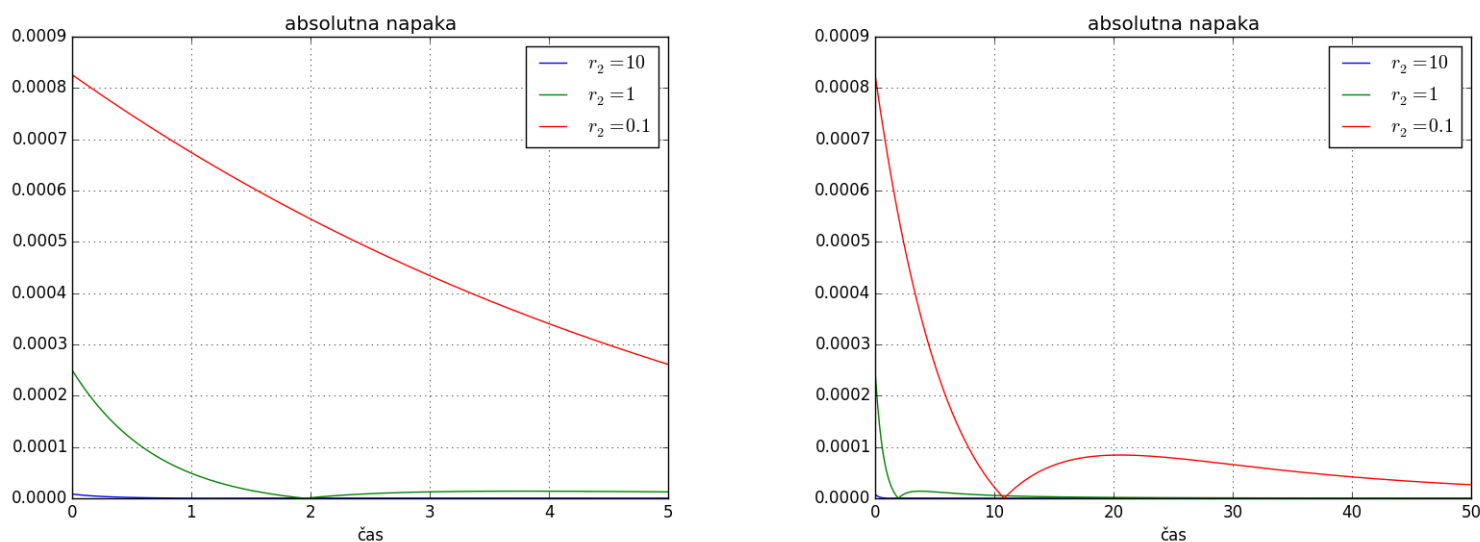 absolutna napaka
0.0009
0.0008
0.0007
0.0006
0.0005
0.0004
0.0003
0.0002
0.0001
0.0000
0 1 2 3 4 5
čas
r₂ = 10
r₂ = 1
r₂ = 0.1
absolutna napaka
0.0009
0.0008
0.0007
0.0006
0.0005
0.0004
0.0003
0.0002
0.0001
0.0000
0 10 20 30 40 50
čas
r₂ = 10
r₂ = 1
r₂ = 0.1